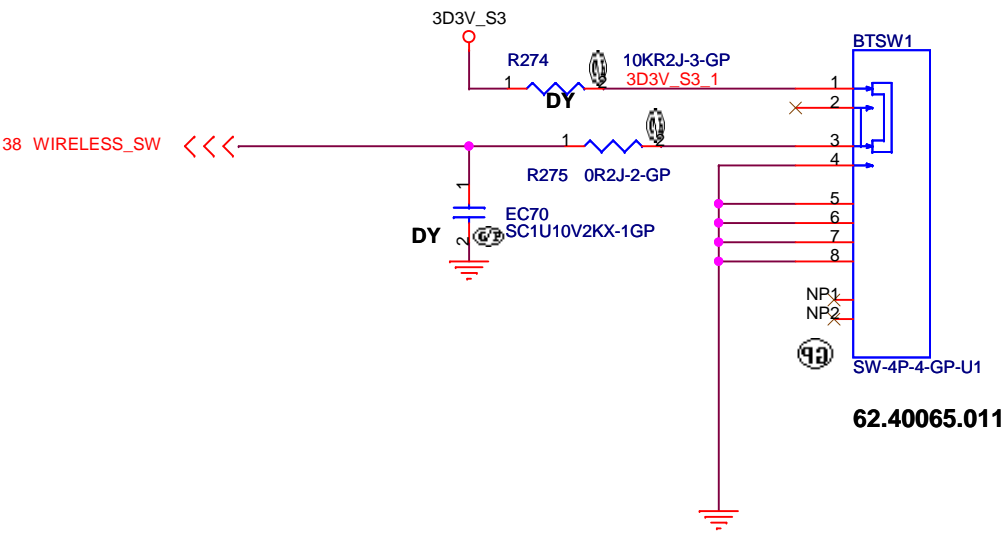 3D3V_S3
BTSW1
R274
10KR2J-3-GP
3D3V_S3_1
1
2
DY
1
2
38 WIRELESS_SW
1
2
3
4
R275
0R2J-2-GP
1
EC70
SC1U10V2KX-1GP
DY
2
5
6
7
8
NP1
NP2
GP
SW-4P-4-GP-U1
62.40065.011